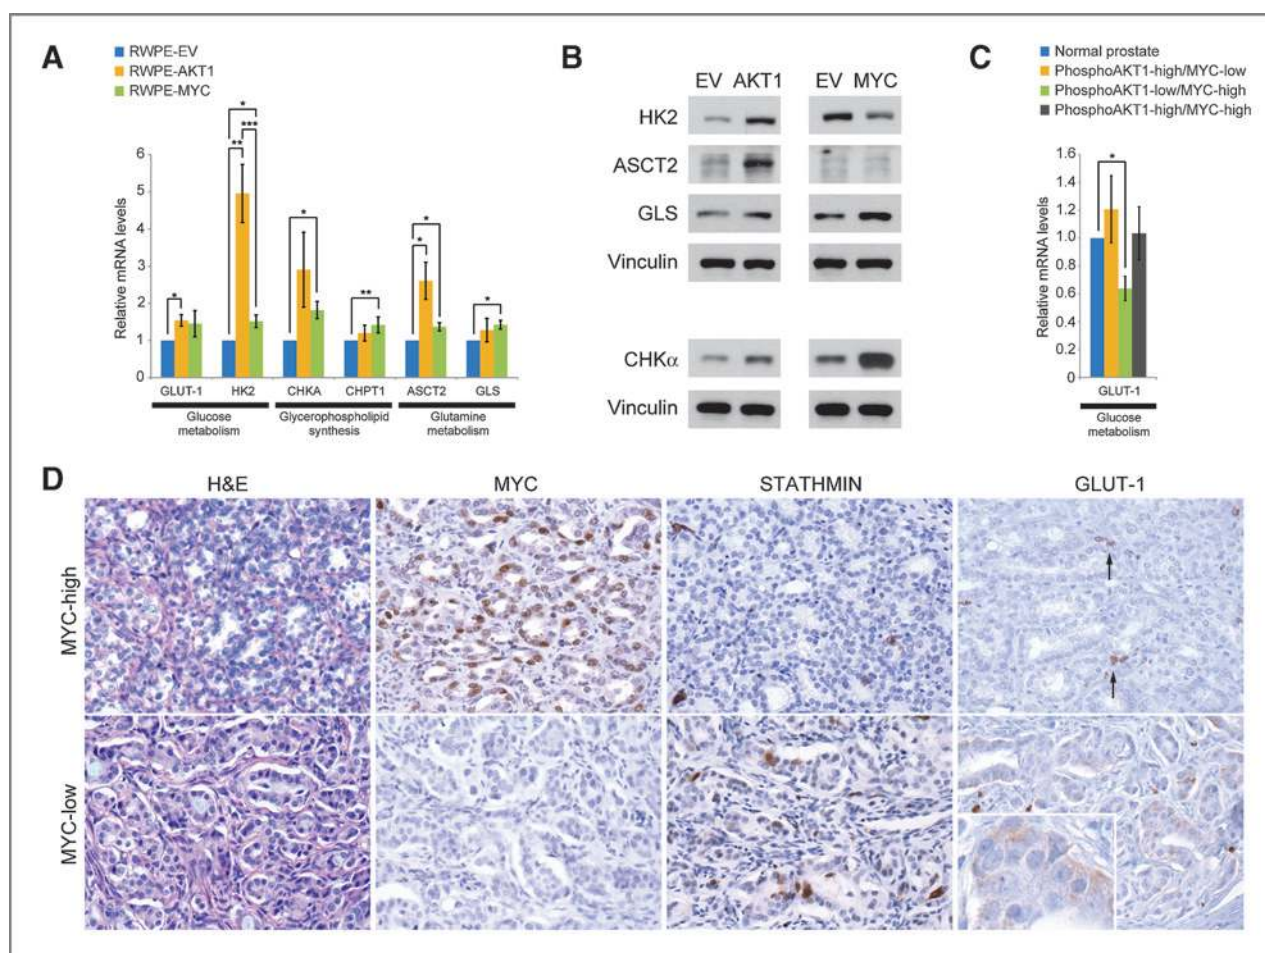 A
RWPE-EV
RWPE-AKT1
RWPE-MYC
Relative mRNA levels
6
5
4
3
2
1
0
*
*
**
***
*
**
*
*
*
GLUT-1 HK2 CHKA CHPT1 ASCT2 GLS
Glucose metabolism
Glycerophospholipid synthesis
Glutamine metabolism
B
EV AKT1 EV MYC
HK2
ASCT2
GLS
Vinculin
CHKα
Vinculin
C
Normal prostate
PhosphoAKT1-high/MYC-low
PhosphoAKT1-low/MYC-high
PhosphoAKT1-high/MYC-high
Relative mRNA levels
1.6
1.4
1.2
1.0
0.8
0.6
0.4
0.2
0
*
GLUT-1
Glucose
metabolism
D
H&E MYC STATHMIN GLUT-1
MYC-high
MYC-low